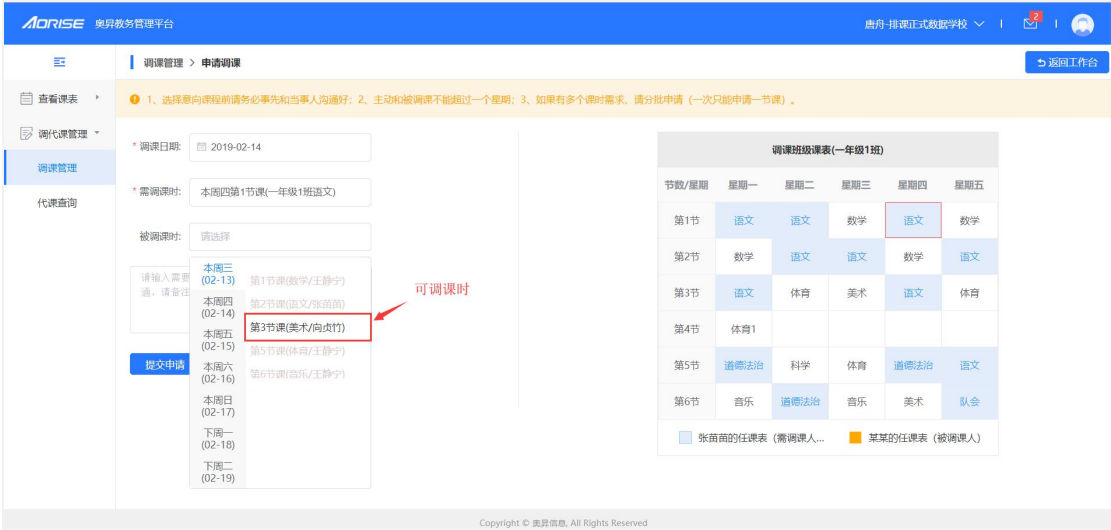 AORISE 奥昇教务管理平台
唐舟-排课正式数据学校
2
调课管理 > 申请调课
返回工作台
查看课表
调代课管理
调课管理
代课查询
1、选择意向课程前请务必事先和当事人沟通好；2、主动和被调课不能超过一个星期；3、如果有多个课时需求、请分批申请（一次只能申请一节课）。
* 调课日期: 2019-02-14
* 需调课时: 本周四第1节课(一年级1班语文)
被调课时: 请选择
请输入需要
通，请备注
提交申请
本周三
(02-13)
本周四
(02-14)
本周五
(02-15)
本周六
(02-16)
本周日
(02-17)
下周一
(02-18)
下周二
(02-19)
第1节课(数学/王静宁)
第2节课(语文/张苗苗)
第3节课(美术/向贞竹)
第5节课(体育/王静宁)
第6节课(音乐/王静宁)
可调课时
调课班级课表(一年级1班)
节数/星期 星期一 星期二 星期三 星期四 星期五
第1节 语文 语文 数学 语文 数学
第2节 数学 语文 语文 数学 语文
第3节 语文 体育 美术 语文 体育
第4节 体育1
第5节 道德法治 科学 体育 道德法治 语文
第6节 音乐 道德法治 音乐 美术 队会
张苗苗的任课表（需调课人...
某某的任课表（被调课人）
Copyright © 奥昇信息, All Rights Reserved